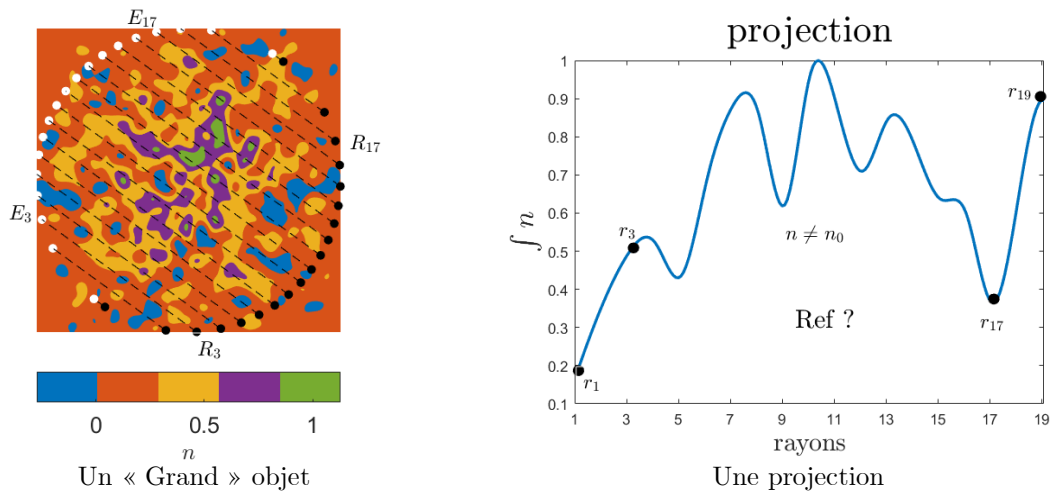 E₁₇
R₁₇
E₃
R₃
0 0.5 1
n
Un « Grand » objet
projection
1
0.9
0.8
0.7
0.6
0.5
0.4
0.3
0.2
0.1
∫ n
r₁₉
r₃
n ≠ n₀
Ref ?
r₁₇
r₁
1 3 5 7 9 11 13 15 17 19
rayons
Une projection